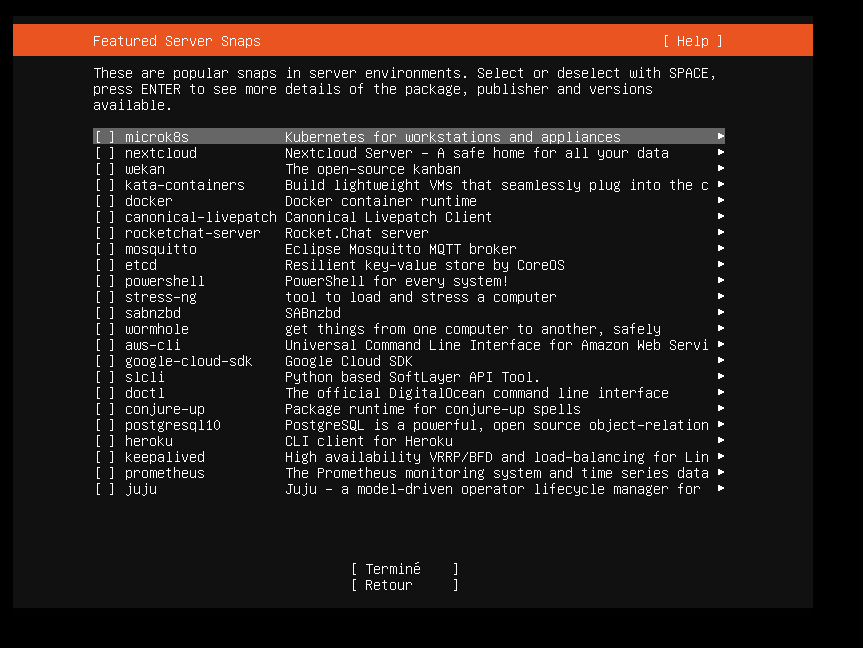 Featured Server Snaps [ Help ]
These are popular snaps in server environments. Select or deselect with SPACE,
press ENTER to see more details of the package, publisher and versions
available.
[ ] microk8s Kubernetes for workstations and appliances ►
[ ] nextcloud Nextcloud Server - A safe home for all your data ►
[ ] wekan The open-source kanban ►
[ ] kata-containers Build lightweight VMs that seamlessly plug into the c ►
[ ] docker Docker container runtime ►
[ ] canonical-livepatch Canonical Livepatch Client ►
[ ] rocketchat-server Rocket.Chat server ►
[ ] mosquitto Eclipse Mosquitto MQTT broker ►
[ ] etcd Resilient key-value store by CoreOS ►
[ ] powershell PowerShell for every system! ►
[ ] stress-ng tool to load and stress a computer ►
[ ] sabnzbd SABnzbd ►
[ ] wormhole get things from one computer to another, safely ►
[ ] aws-cli Universal Command Line Interface for Amazon Web Servi ►
[ ] google-cloud-sdk Google Cloud SDK ►
[ ] slcli Python based SoftLayer API Tool. ►
[ ] doctl The official DigitalOcean command line interface ►
[ ] conjure-up Package runtime for conjure-up spells ►
[ ] postgresql10 PostgreSQL is a powerful, open source object-relation ►
[ ] heroku CLI client for Heroku ►
[ ] keepalived High availability VRRP/BFD and load-balancing for Lin ►
[ ] prometheus The Prometheus monitoring system and time series data ►
[ ] juju Juju - a model-driven operator lifecycle manager for ►
[ Terminé ]
[ Retour ]